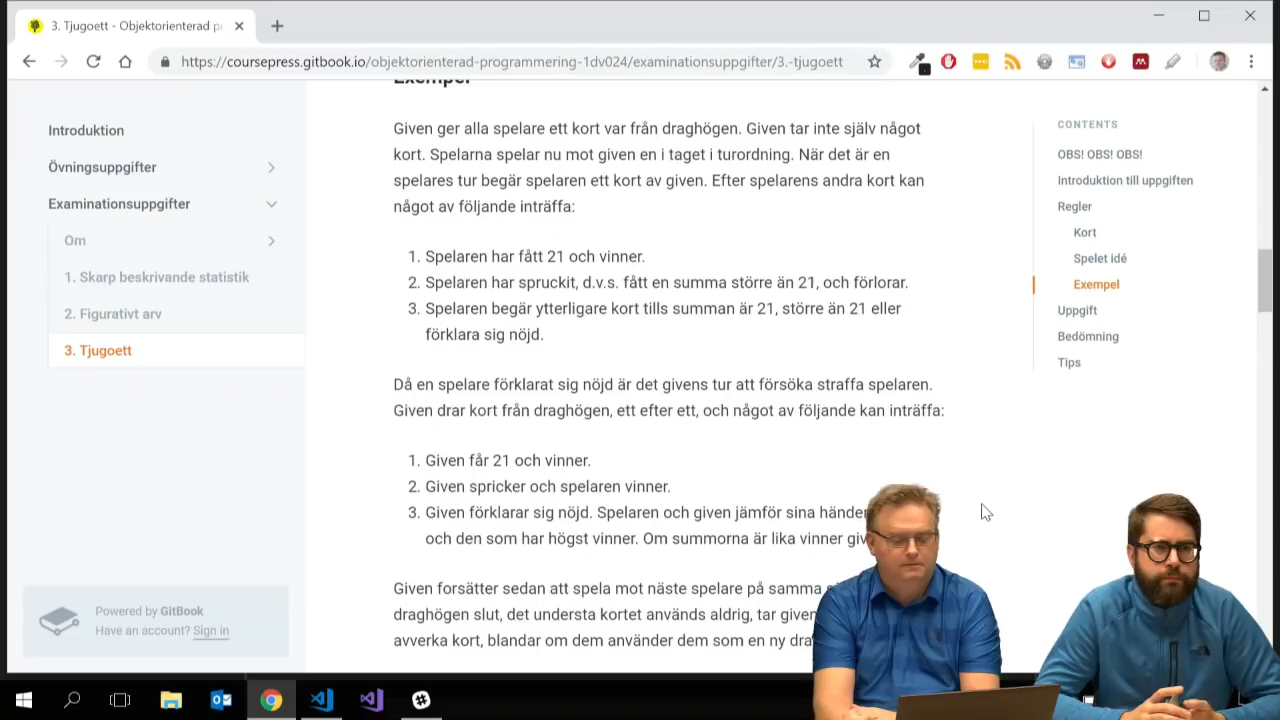 3. Tjugoett - Objektorienterad p
https://coursepress.gitbook.io/objektorienterad-programmering-1dv024/examinationsuppgifter/3.-tjugoett
Introduktion
Övningsuppgifter
Examinationsuppgifter
Om
1. Skarp beskrivande statistik
2. Figurativt arv
3. Tjugoett
Powered by GitBook
Have an account? Sign in
Exempel
Given ger alla spelare ett kort var från draghögen. Given tar inte själv något
kort. Spelarna spelar nu mot given en i taget i turordning. När det är en
spelares tur begär spelaren ett kort av given. Efter spelarens andra kort kan
något av följande inträffa:
1. Spelaren har fått 21 och vinner.
2. Spelaren har spruckit, d.v.s. fått en summa större än 21, och förlorar.
3. Spelaren begär ytterligare kort tills summan är 21, större än 21 eller
förklara sig nöjd.
Då en spelare förklarat sig nöjd är det givens tur att försöka straffa spelaren.
Given drar kort från draghögen, ett efter ett, och något av följande kan inträffa:
1. Given får 21 och vinner.
2. Given spricker och spelaren vinner.
3. Given förklarar sig nöjd. Spelaren och given jämför sina hände
och den som har högst vinner. Om summorna är lika vinner giv
Given forsätter sedan att spela mot näste spelare på samma
draghögen slut, det understa kortet används aldrig, tar given
avverka kort, blandar om dem använder dem som en ny dra
CONTENTS
OBS! OBS! OBS!
Introduktion till uppgiften
Regler
Kort
Spelet idé
Exempel
Uppgift
Bedömning
Tips